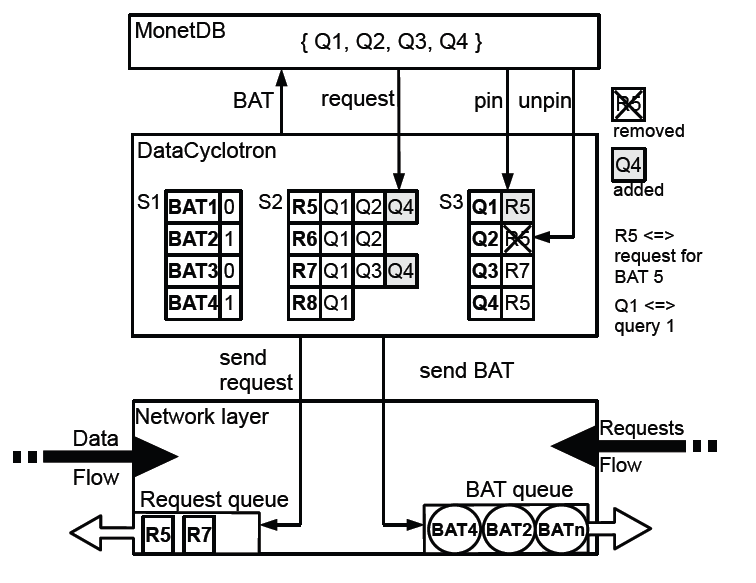 MonetDB
{ Q1, Q2, Q3, Q4 }
BAT
request
pin
unpin
R5
removed
Q4
added
DataCyclotron
S1
BAT1 0
BAT2 1
BAT3 0
BAT4 1
S2
R5 Q1 Q2 Q4
R6 Q1 Q2
R7 Q1 Q3 Q4
R8 Q1
S3
Q1 R5
Q2 R5
Q3 R7
Q4 R5
R5 <=>
request for
BAT 5
Q1 <=>
query 1
send
request
send BAT
Network layer
Data
Flow
Requests
Flow
Request queue
R5 R7
BAT queue
BAT4 BAT2 BATn